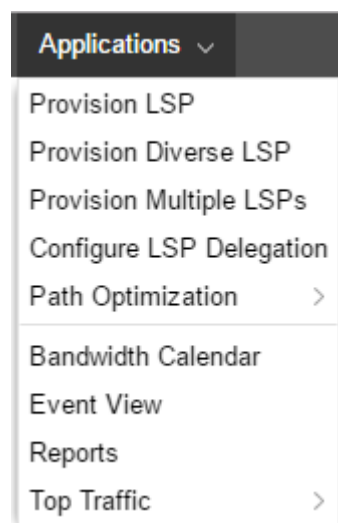 Applications
Provision LSP
Provision Diverse LSP
Provision Multiple LSPs
Configure LSP Delegation
Path Optimization
Bandwidth Calendar
Event View
Reports
Top Traffic